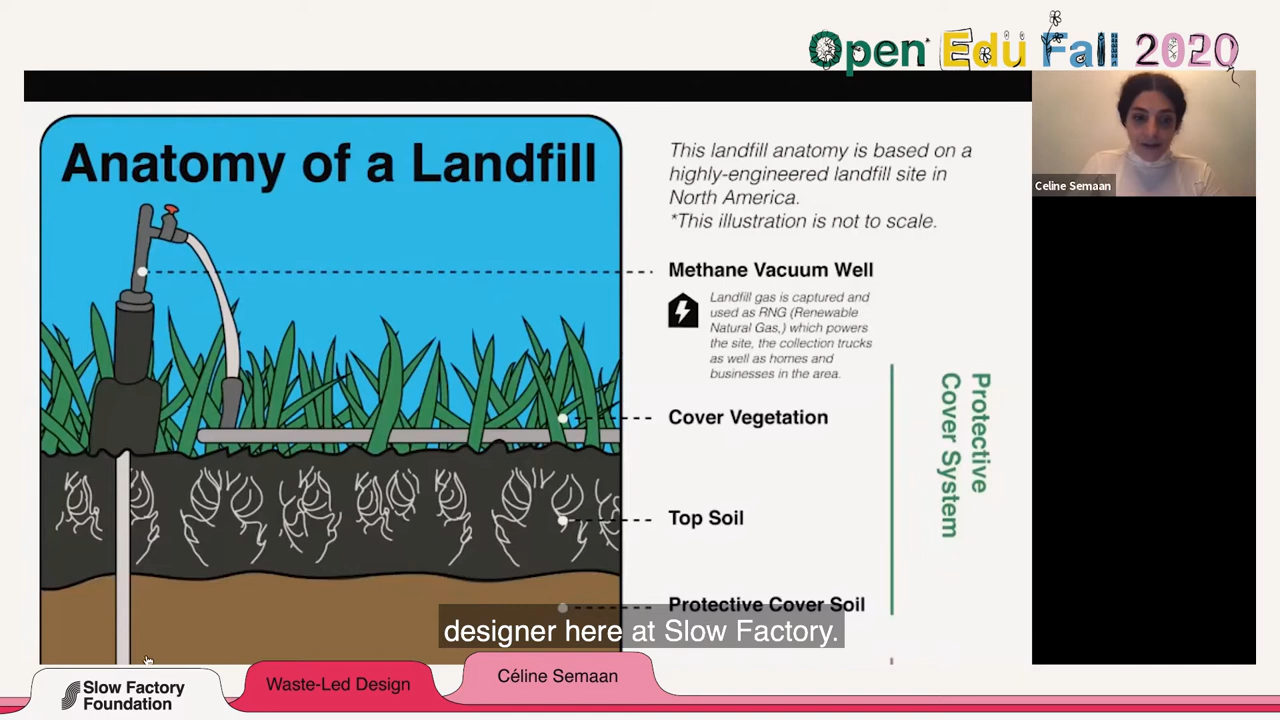 Open Edu Fall 2020
Anatomy of a Landfill
This landfill anatomy is based on a
highly-engineered landfill site in
North America.
*This illustration is not to scale.
Celine Semaan
Methane Vacuum Well
Landfill gas is captured and
used as RNG (Renewable
Natural Gas,) which powers
the site, the collection trucks
as well as homes and
businesses in the area.
Protective
Cover System
Cover Vegetation
Top Soil
Protective Cover Soil
designer here at Slow Factory.
Slow Factory
Foundation
Waste-Led Design
Céline Semaan